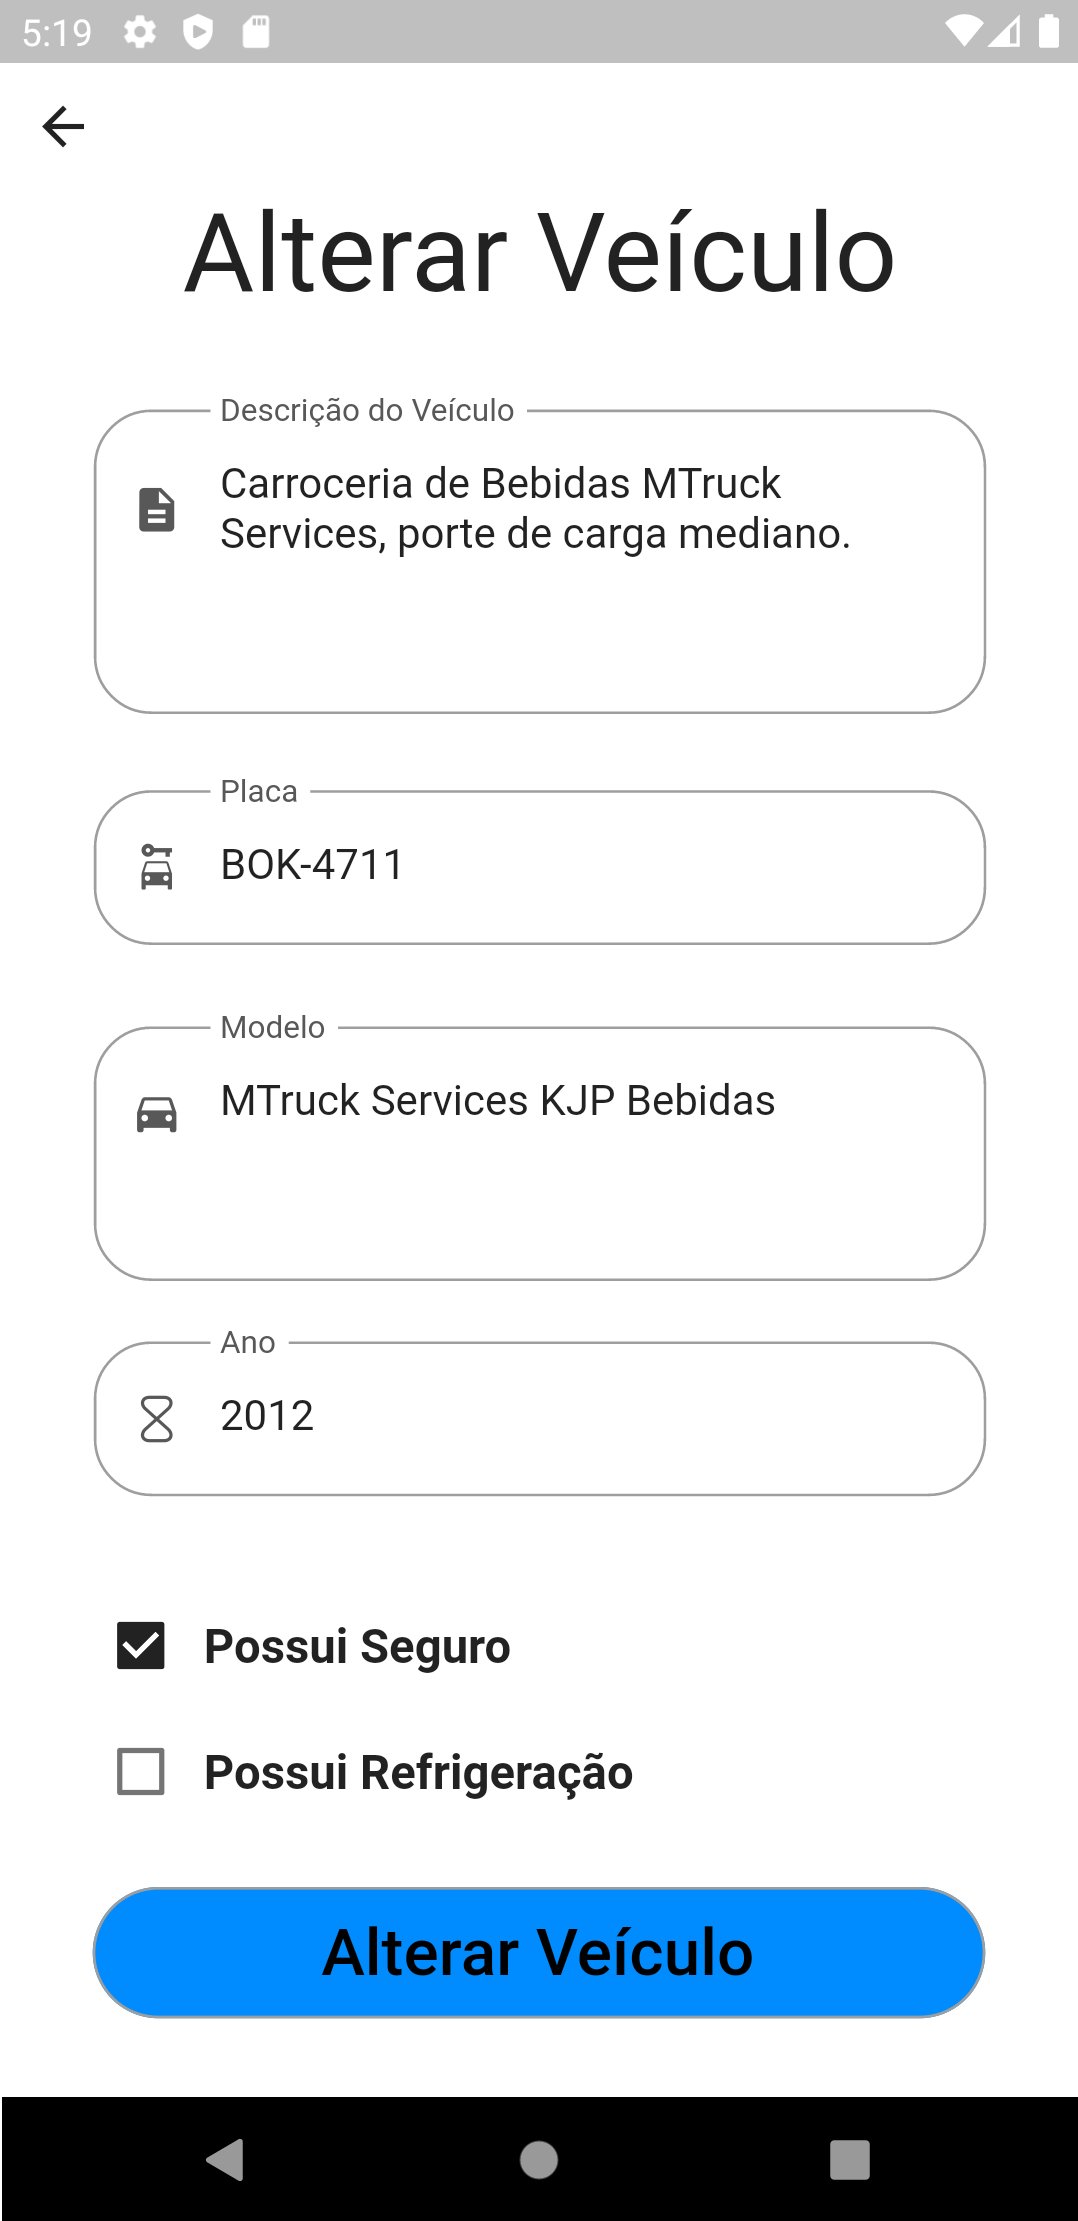 5:19
Alterar Veículo
Descrição do Veículo
Carroceria de Bebidas MTruck
Services, porte de carga mediano.
Placa
BOK-4711
Modelo
MTruck Services KJP Bebidas
Ano
2012
Possui Seguro
Possui Refrigeração
Alterar Veículo